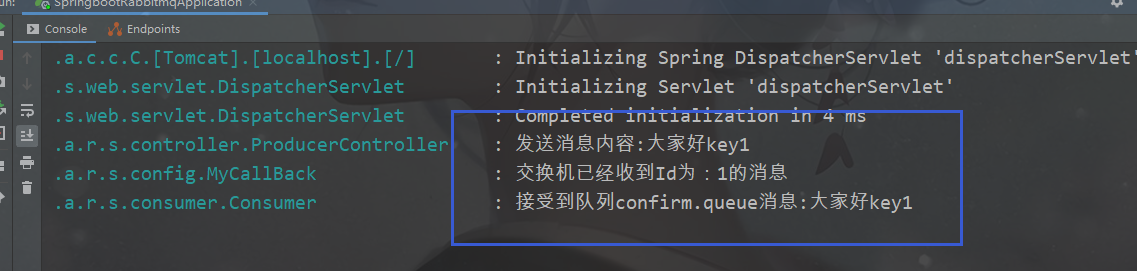 un:
SpringbootRabbitmqApplication ×
Console
Endpoints
.a.c.c.C.[Tomcat].[localhost].[/] : Initializing Spring DispatcherServlet 'dispatcherServlet'
.s.web.servlet.DispatcherServlet : Initializing Servlet 'dispatcherServlet'
.s.web.servlet.DispatcherServlet : Completed initialization in 4 ms
.a.r.s.controller.ProducerController : 发送消息内容:大家好key1
.a.r.s.config.MyCallBack : 交换机已经收到Id为：1的消息
.a.r.s.consumer.Consumer : 接受到队列confirm.queue消息:大家好key1